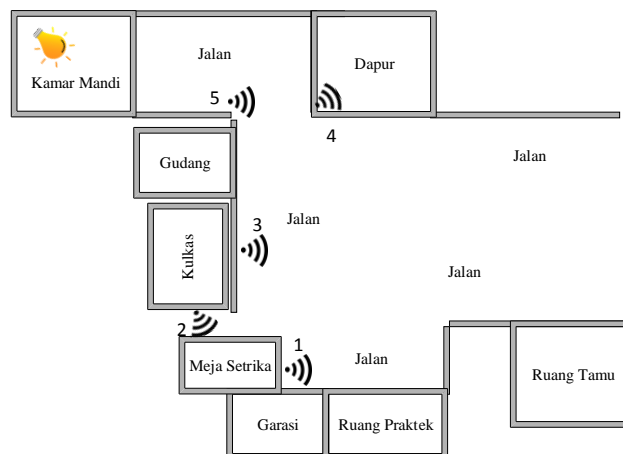 Jalan
Dapur
Kamar Mandi
5
4
Jalan
Gudang
3
Jalan
Kulkas
Jalan
2
1
Meja Setrika
Jalan
Ruang Tamu
Garasi
Ruang Praktek